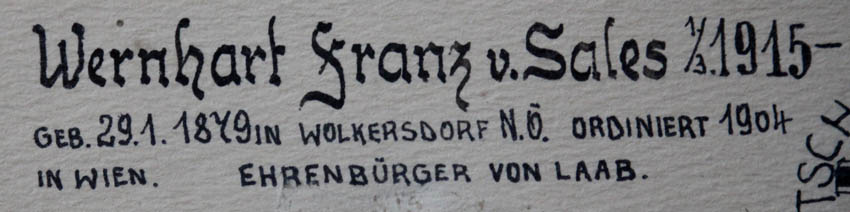 Wernhart Franz v. Sales 1/3. 1915–
GEB. 29.1.1879 IN WOLKERSDORF N.Ö. ORDINIERT 1904
IN WIEN. EHRENBÜRGER VON LAAB.
TSCH